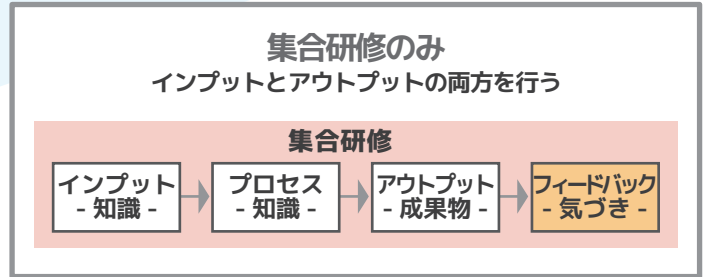 集合研修のみ
インプットとアウトプットの両方を行う
集合研修
インプット
- 知識 -
プロセス
- 知識 -
アウトプット
- 成果物 -
フィードバック
- 気づき -